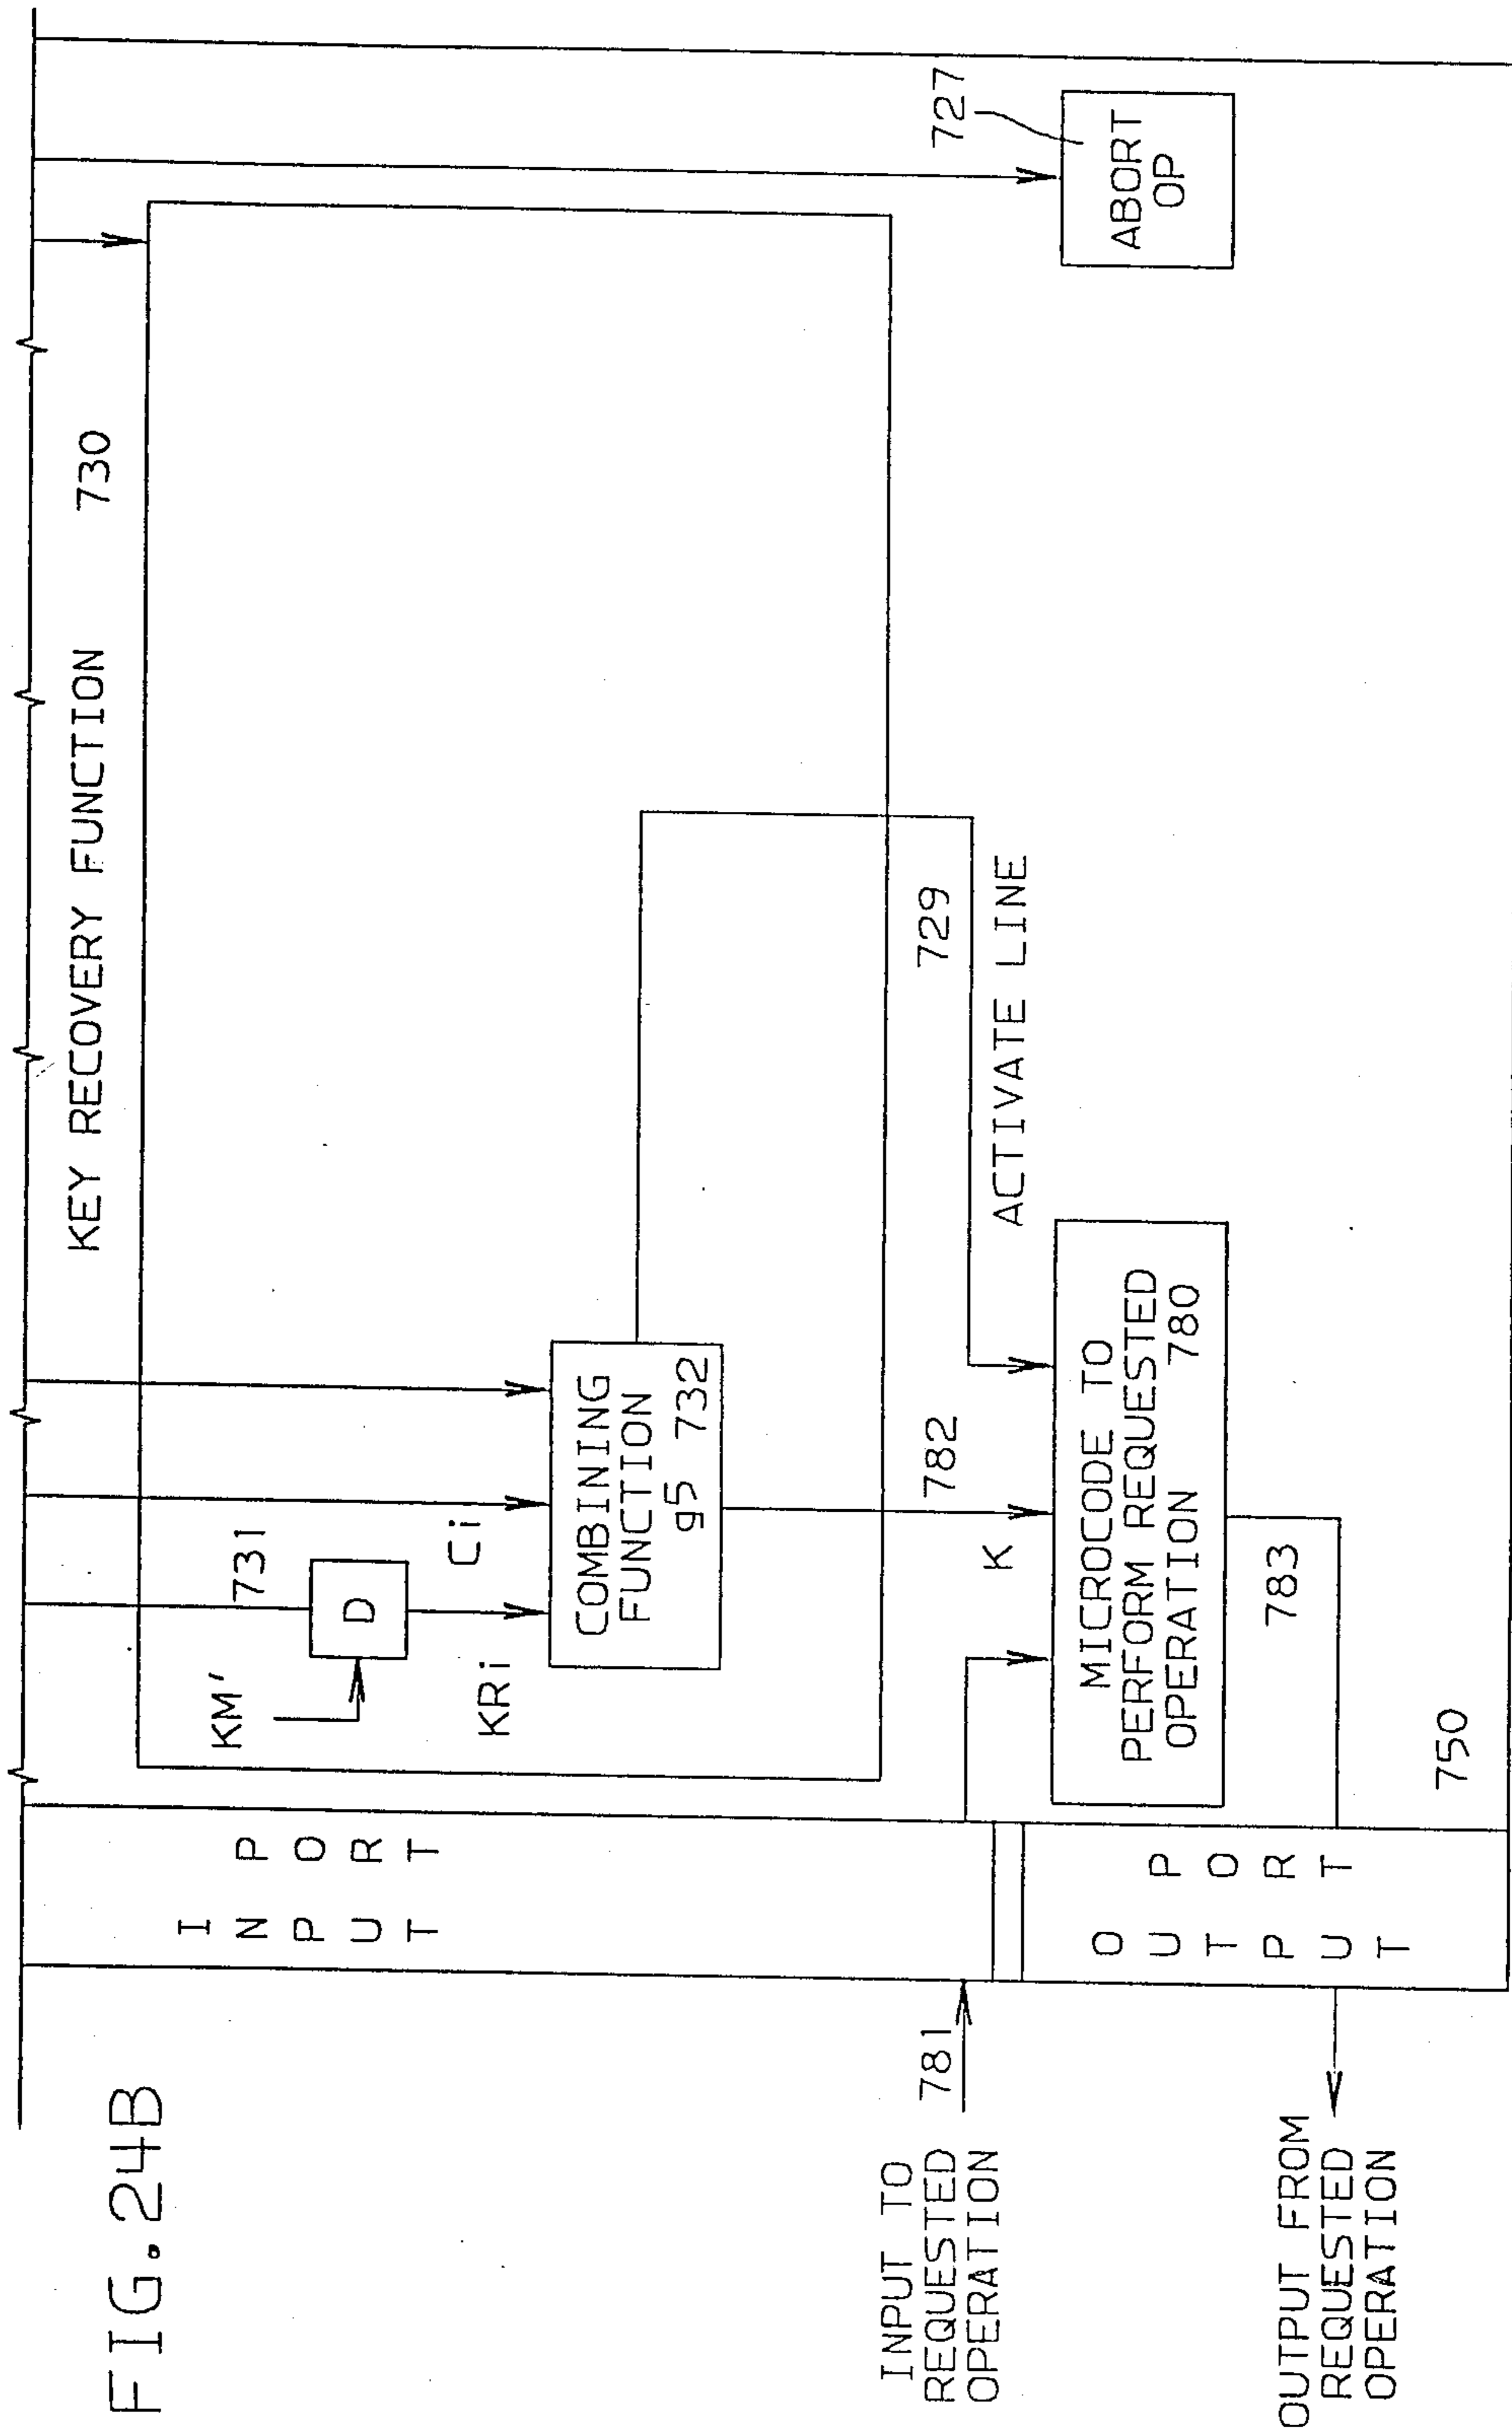 FIG.24B
KEY RECOVERY FUNCTION 730
INPUT
PORT
KM'
731
D
KRi
Ci
COMBINING
FUNCTION
g5 732
729
ACTIVATE LINE
727
ABORT
OP
INPUT TO
REQUESTED
OPERATION
781
782
K
MICROCODE TO
PERFORM REQUESTED
OPERATION 780
783
OUTPUT
PORT
750
OUTPUT FROM
REQUESTED
OPERATION